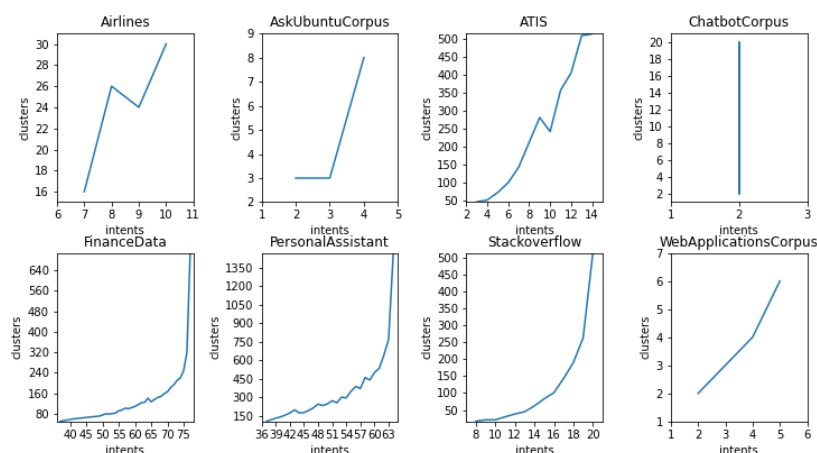 Airlines
30
28
26
24
22
20
18
16
clusters
6 7 8 9 10 11
intents
AskUbuntuCorpus
9
8
7
6
5
4
3
2
clusters
1 2 3 4 5
intents
ATIS
500
450
400
350
300
250
200
150
100
50
clusters
2 4 6 8 10 12 14
intents
ChatbotCorpus
20
18
16
14
12
10
8
6
4
2
clusters
1 2 3
intents
FinanceData
640
560
480
400
320
240
160
80
clusters
40 45 50 55 60 65 70 75
intents
PersonalAssistant
1350
1200
1050
900
750
600
450
300
150
clusters
36 39 42 45 48 51 54 57 60 63
intents
Stackoverflow
500
450
400
350
300
250
200
150
100
50
clusters
8 10 12 14 16 18 20
intents
WebApplicationsCorpus
7
6
5
4
3
2
1
clusters
1 2 3 4 5 6
intents